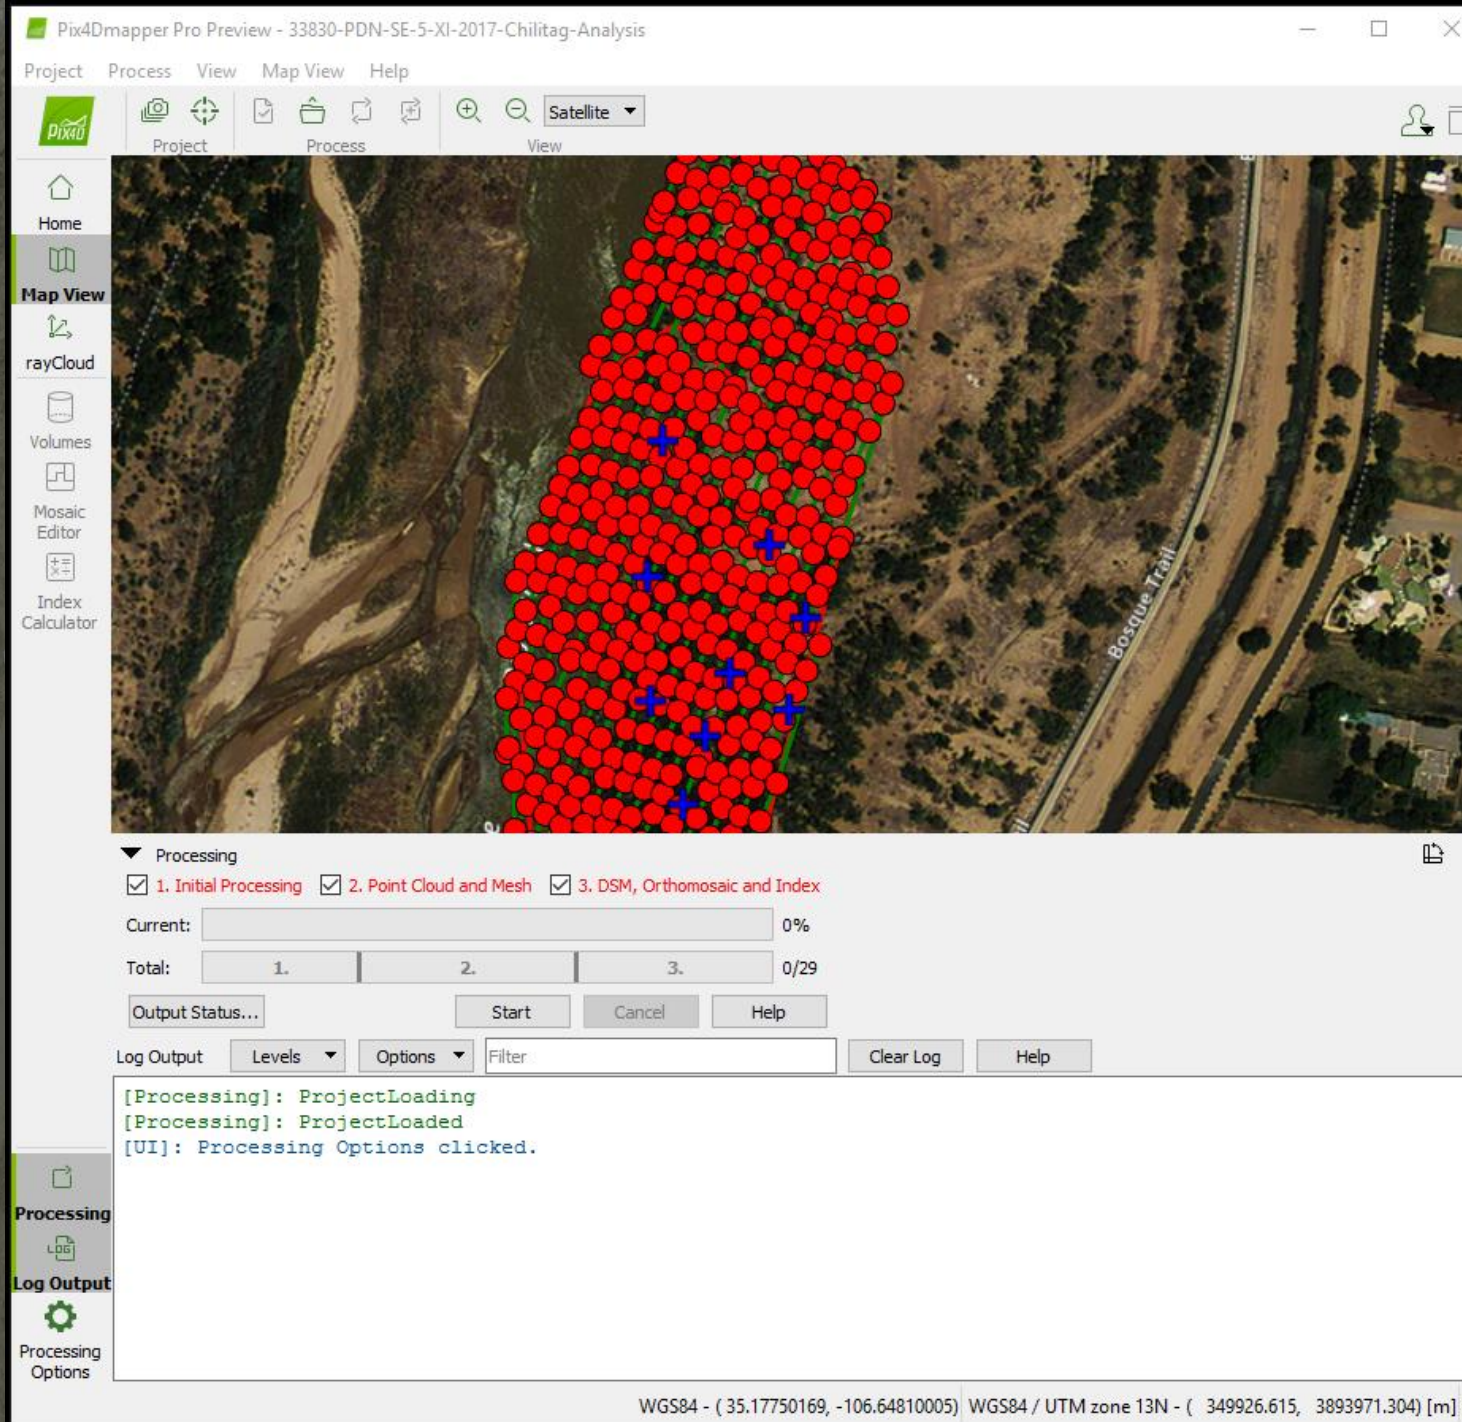 Pix4Dmapper Pro Preview - 33830-PDN-SE-5-XI-2017-Chilitag-Analysis
Project Process View Map View Help
PIX4D
Satellite
Project Process View
Home
Map View
rayCloud
Volumes
Mosaic
Editor
Index
Calculator
Bosque Trail
Processing
1. Initial Processing 2. Point Cloud and Mesh 3. DSM, Orthomosaic and Index
Current: 0%
Total: 1. 2. 3. 0/29
Output Status... Start Cancel Help
Log Output Levels Options Filter Clear Log Help
[Processing]: ProjectLoading
[Processing]: ProjectLoaded
[UI]: Processing Options clicked.
Processing
LOG
Log Output
Processing
Options
WGS84 - ( 35.17750169, -106.64810005) WGS84 / UTM zone 13N - ( 349926.615, 3893971.304) [m]